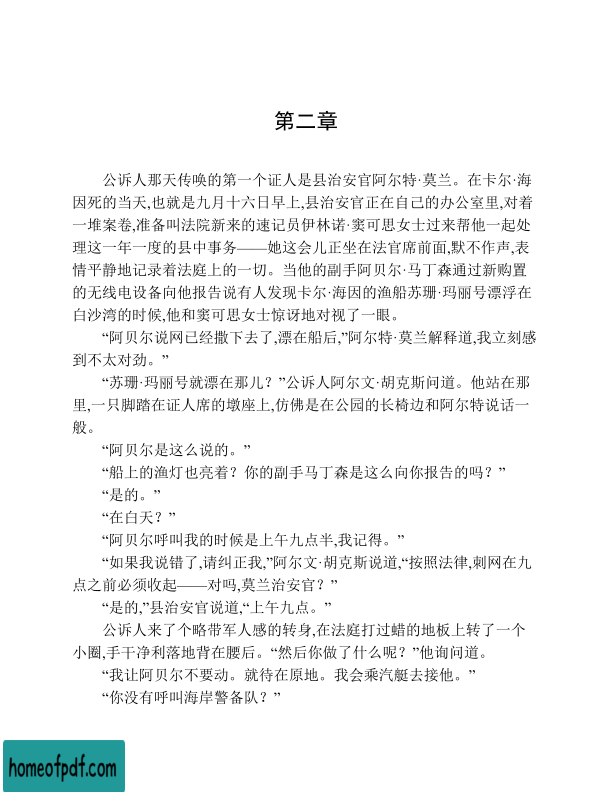 第二章
公诉人那天传唤的第一个证人是县治安官阿尔特·莫兰。在卡尔·海
因死的当天,也就是九月十六日早上,县治安官正在自己的办公室里,对着
一堆案卷,准备叫法院新来的速记员伊林诺·窦可思女士过来帮他一起处
理这一年一度的县中事务——她这会儿正坐在法官席前面,默不作声,表
情平静地记录着法庭上的一切。当他的副手阿贝尔·马丁森通过新购置
的无线电设备向他报告说有人发现卡尔·海因的渔船苏珊·玛丽号漂浮在
白沙湾的时候,他和窦可思女士惊讶地对视了一眼。
“阿贝尔说网已经撒下去了,漂在船后,”阿尔特·莫兰解释道,我立刻感
到不太对劲。”
“苏珊·玛丽号就漂在那儿？”公诉人阿尔文·胡克斯问道。他站在那
里,一只脚踏在证人席的墩座上,仿佛是在公园的长椅边和阿尔特说话一
般。
“阿贝尔是这么说的。”
“船上的渔灯也亮着？你的副手马丁森是这么向你报告的吗？”
“是的。”
“在白天？”
“阿贝尔呼叫我的时候是上午九点半,我记得。”
“如果我说错了,请纠正我,”阿尔文·胡克斯说道,“按照法律,刺网在九
点之前必须收起——对吗,莫兰治安官？”
“是的,”县治安官说道,“上午九点。”
公诉人来了个略带军人感的转身,在法庭打过蜡的地板上转了一个
小圈,手干净利落地背在腰后。“然后你做了什么呢？”他询问道。
“我让阿贝尔不要动。就待在原地。我会乘汽艇去接他。”
“你没有呼叫海岸警备队？”
homeofpdf.com